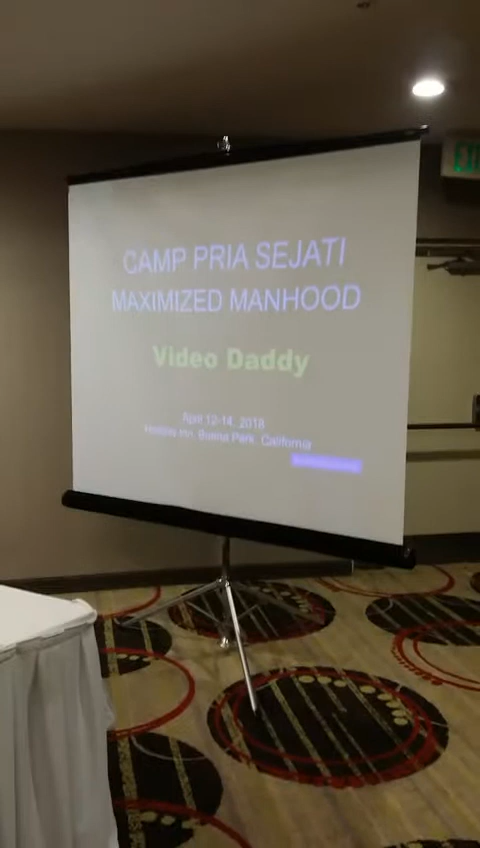 CAMP PRIA SEJATI
MAXIMIZED MANHOOD
Video Daddy
April 12-14, 2018
Holiday Inn, Buena Park, California